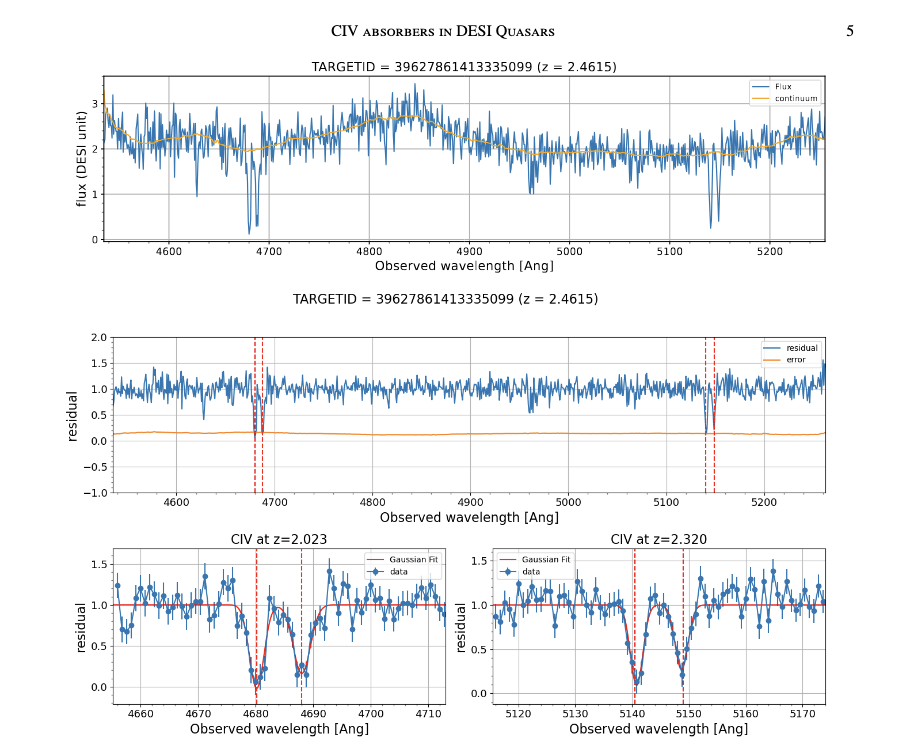 CIV ABSORBERS IN DESI QUASARS 5
TARGETID = 39627861413335099 (z = 2.4615)
Flux
continuum
flux (DESI unit)
3
2
1
0
4600 4700 4800 4900 5000 5100 5200
Observed wavelength [Ang]
TARGETID = 39627861413335099 (z = 2.4615)
residual
error
residual
2.0
1.5
1.0
0.5
0.0
−0.5
−1.0
4600 4700 4800 4900 5000 5100 5200
Observed wavelength [Ang]
CIV at z=2.023
Gaussian Fit
data
residual
1.5
1.0
0.5
0.0
4660 4670 4680 4690 4700 4710
Observed wavelength [Ang]
CIV at z=2.320
Gaussian Fit
data
residual
1.5
1.0
0.5
0.0
5120 5130 5140 5150 5160 5170
Observed wavelength [Ang]